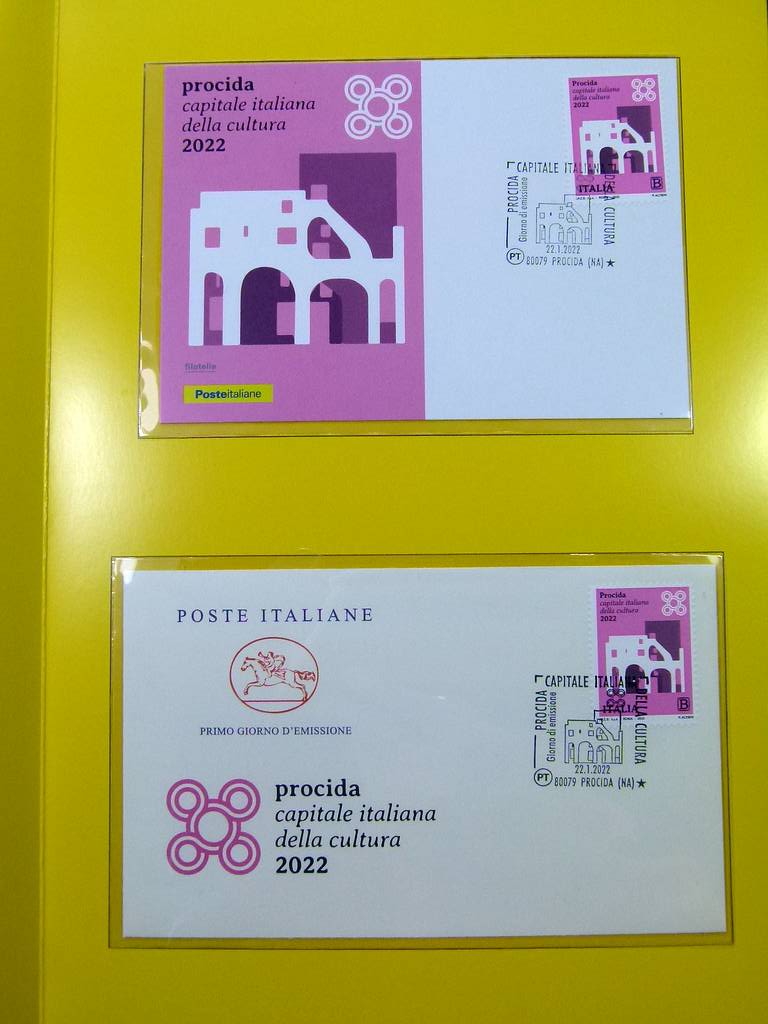 procida
capitale italiana
della cultura
2022
filatelia
Posteitaliane
Procida
capitale italiana
della cultura
2022
ITALIA
B
PROCIDA
CAPITALE ITALIANA
DELLA CULTURA
Giorno di emissione
22.1.2022
PT
80079 PROCIDA (NA)★
POSTE ITALIANE
PRIMO GIORNO D'EMISSIONE
procida
capitale italiana
della cultura
2022
Procida
capitale italiana
della cultura
2022
ITALIA
B
PROCIDA
CAPITALE ITALIANA
DELLA CULTURA
Giorno di emissione
22.1.2022
PT
80079 PROCIDA (NA)★